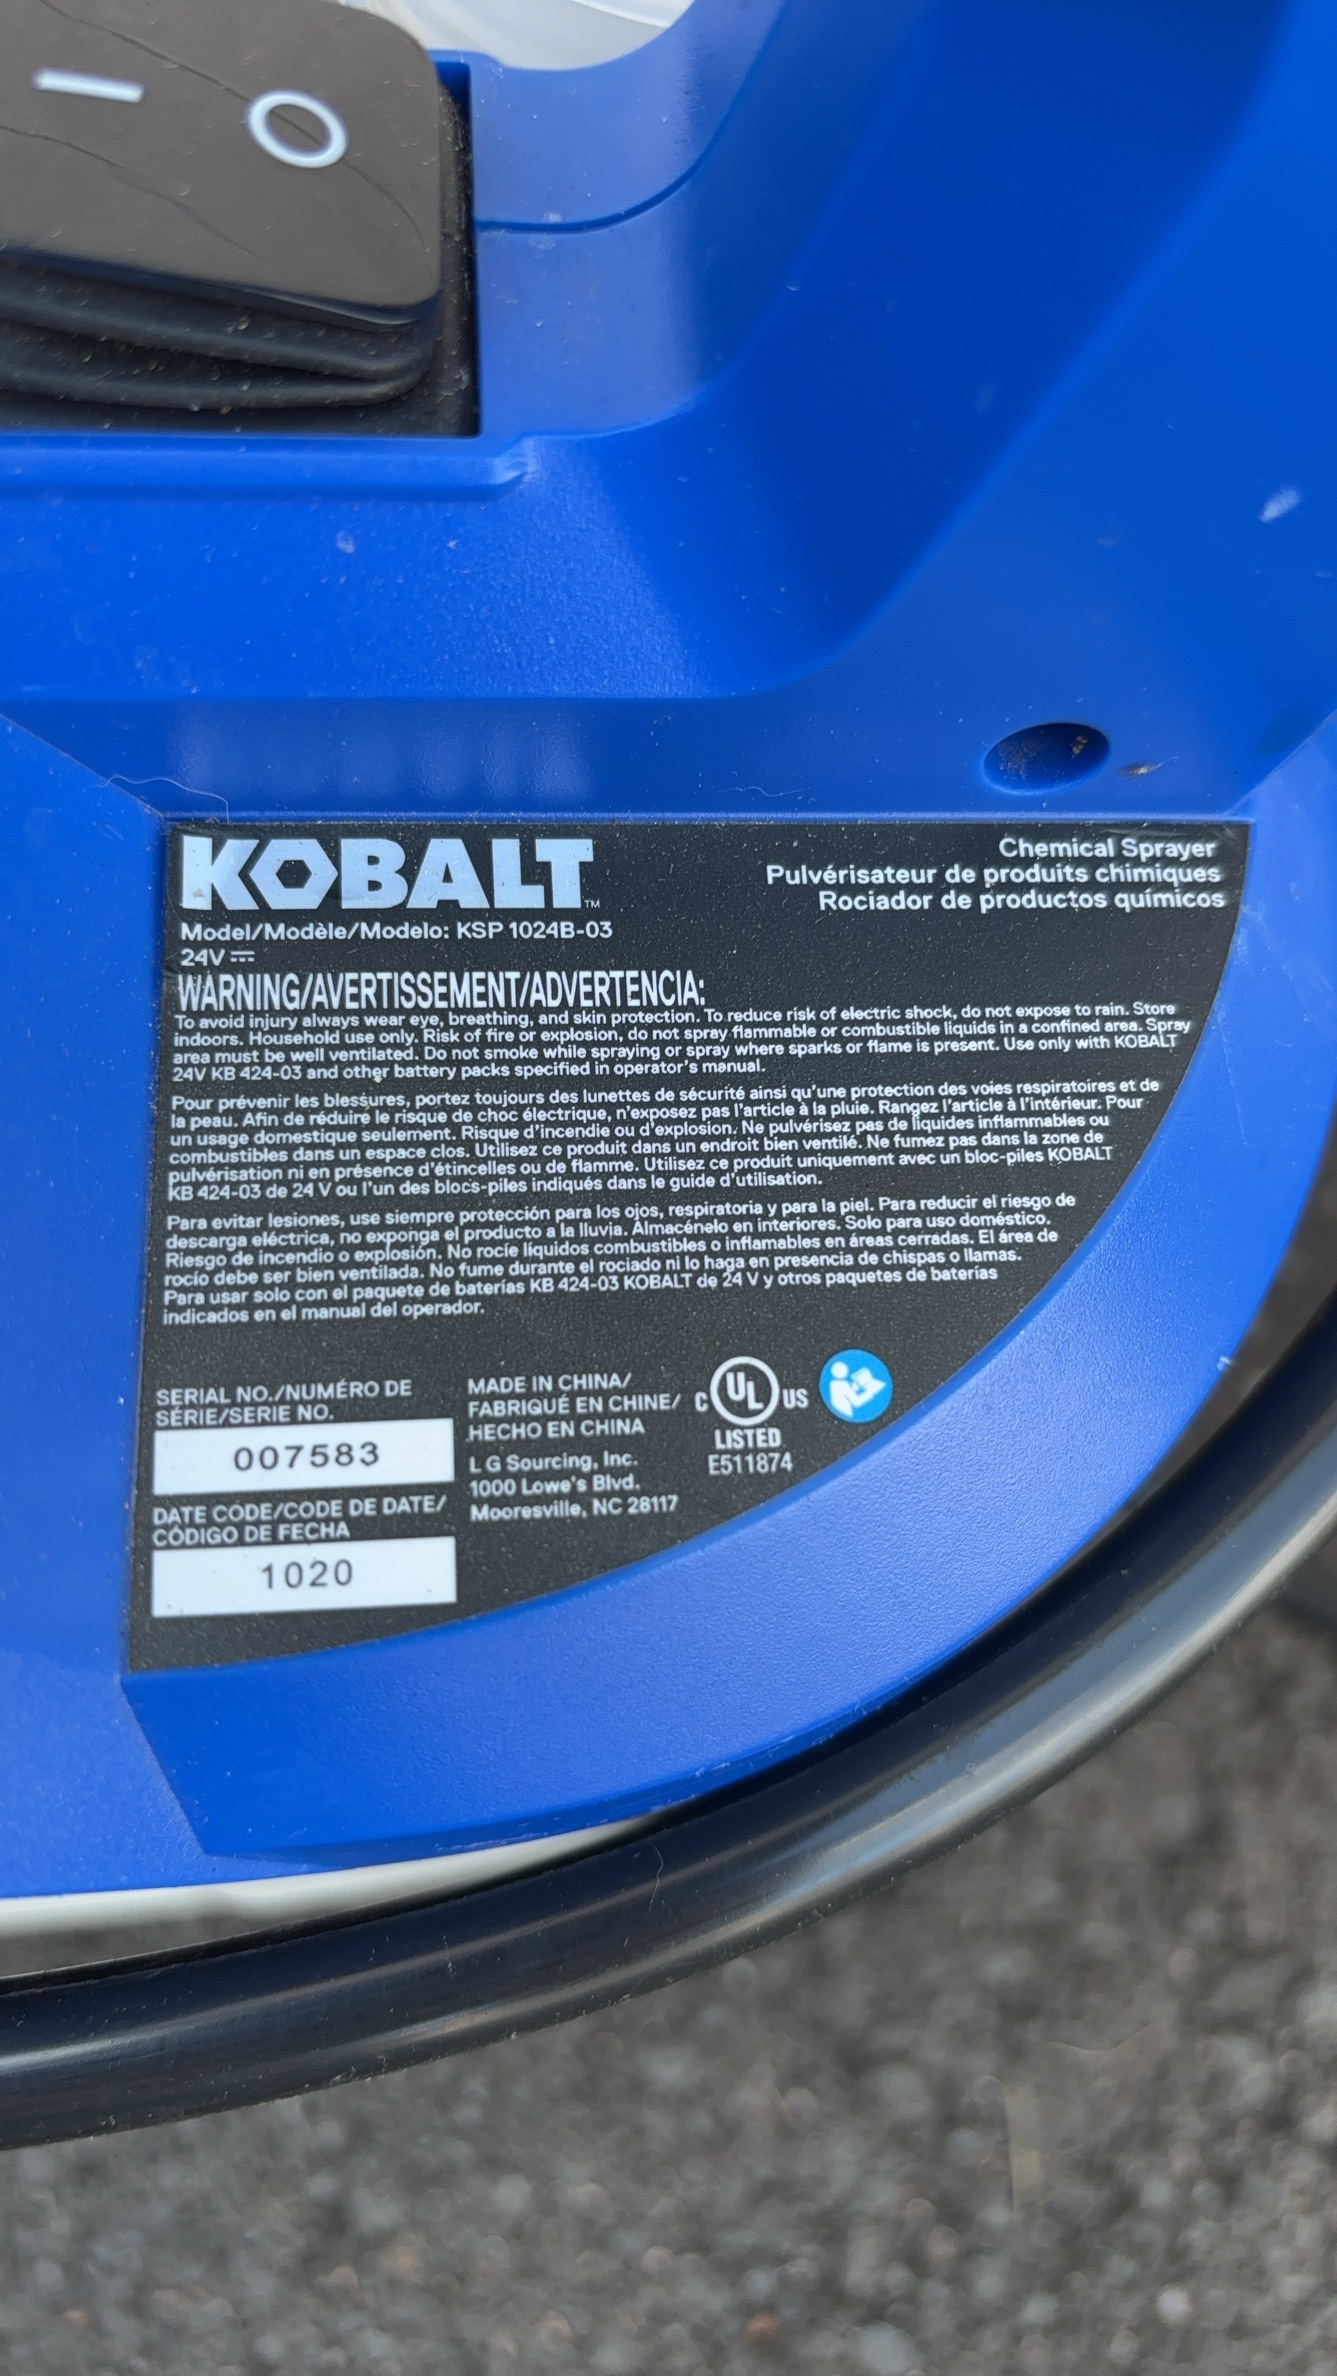 KOBALT™
Chemical Sprayer
Pulvérisateur de produits chimiques
Rociador de productos químicos
Model/Modèle/Modelo: KSP 1024B-03
24V
WARNING/AVERTISSEMENT/ADVERTENCIA:
To avoid injury always wear eye, breathing, and skin protection. To reduce risk of electric shock, do not expose to rain. Store
indoors. Household use only. Risk of fire or explosion, do not spray flammable or combustible liquids in a confined area. Spray
area must be well ventilated. Do not smoke while spraying or spray where sparks or flame is present. Use only with KOBALT
24V KB 424-03 and other battery packs specified in operator's manual.
Pour prévenir les blessures, portez toujours des lunettes de sécurité ainsi qu'une protection des voies respiratoires et de
la peau. Afin de réduire le risque de choc électrique, n'exposez pas l'article à la pluie. Rangez l'article à l'intérieur. Pour
un usage domestique seulement. Risque d'incendie ou d'explosion. Ne pulvérisez pas de liquides inflammables ou
combustibles dans un espace clos. Utilisez ce produit dans un endroit bien ventilé. Ne fumez pas dans la zone de
pulvérisation ni en présence d'étincelles ou de flamme. Utilisez ce produit uniquement avec un bloc-piles KOBALT
KB 424-03 de 24 V ou l'un des blocs-piles indiqués dans le guide d'utilisation.
Para evitar lesiones, use siempre protección para los ojos, respiratoria y para la piel. Para reducir el riesgo de
descarga eléctrica, no exponga el producto a la lluvia. Almacénelo en interiores. Solo para uso doméstico.
Riesgo de incendio o explosión. No rocíe líquidos combustibles o inflamables en áreas cerradas. El área de
rocío debe ser bien ventilada. No fume durante el rociado ni lo haga en presencia de chispas o llamas.
Para usar solo con el paquete de baterías KB 424-03 KOBALT de 24 V y otros paquetes de baterías
indicados en el manual del operador.
SERIAL NO./NUMÉRO DE
SÉRIE/SERIE NO.
007583
DATE CODE/CODE DE DATE/
CÓDIGO DE FECHA
1020
MADE IN CHINA/
FABRIQUÉ EN CHINE/
HECHO EN CHINA
L G Sourcing, Inc.
1000 Lowe's Blvd.
Mooresville, NC 28117
C UL US
LISTED
E511874